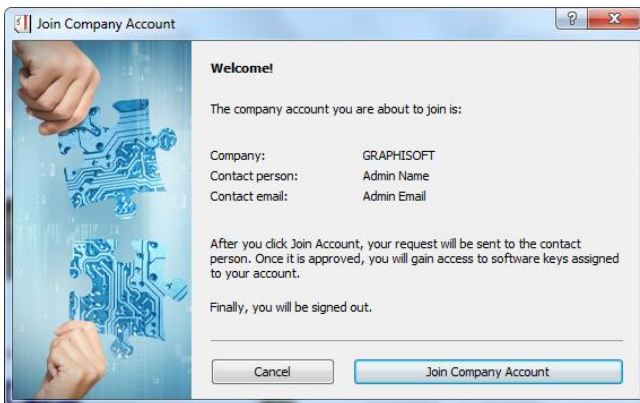 Join Company Account
Welcome!
The company account you are about to join is:
Company: GRAPHISOFT
Contact person: Admin Name
Contact email: Admin Email
After you click Join Account, your request will be sent to the contact
person. Once it is approved, you will gain access to software keys assigned
to your account.
Finally, you will be signed out.
Cancel Join Company Account